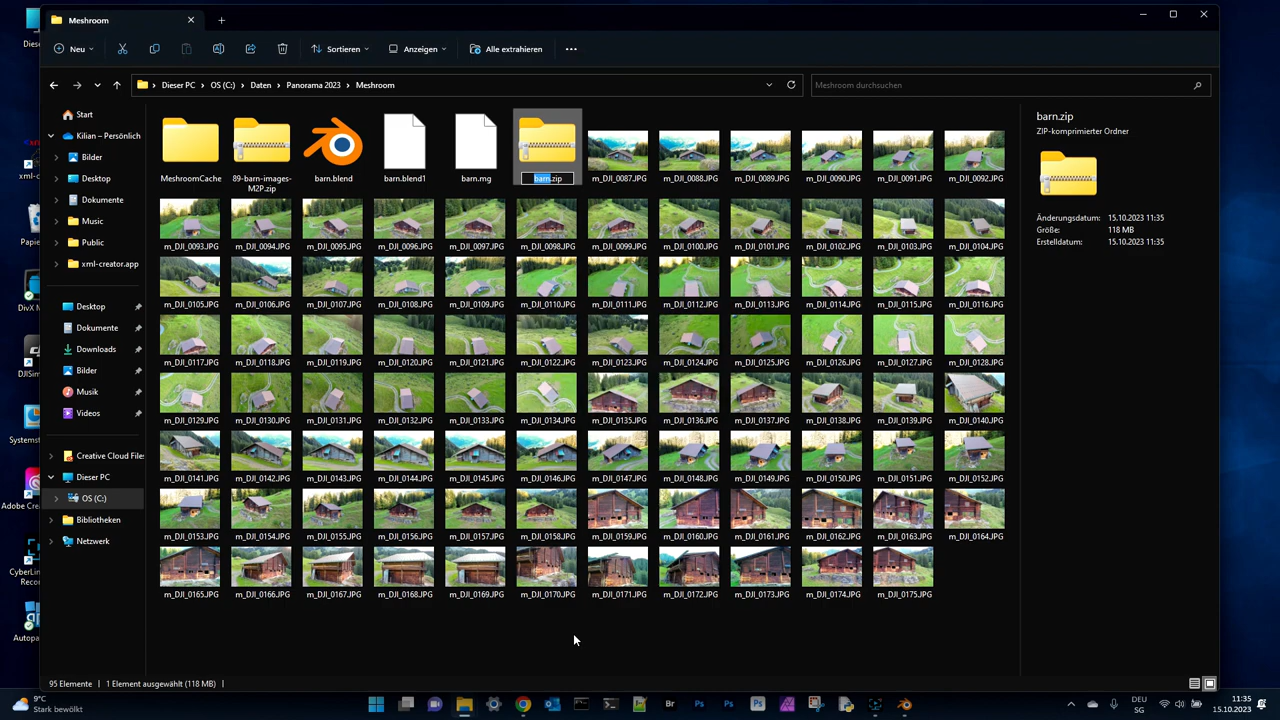 Meshroom
Neu
Sortieren
Anzeigen
Alle extrahieren
Dieser PC
OS (C:)
Daten
Panorama 2023
Meshroom
Meshroom durchsuchen
Start
Kilian – Persönlich
Bilder
Desktop
Dokumente
Music
Public
xml-creator.app
Desktop
Dokumente
Downloads
Bilder
Musik
Videos
Creative Cloud Files
Dieser PC
OS (C:)
Bibliotheken
Netzwerk
MeshroomCache
89-barn-images-
M2P.zip
barn.blend
barn.blend1
barn.mg
barn.zip
m_DJI_0087.JPG
m_DJI_0088.JPG
m_DJI_0089.JPG
m_DJI_0090.JPG
m_DJI_0091.JPG
m_DJI_0092.JPG
m_DJI_0093.JPG
m_DJI_0094.JPG
m_DJI_0095.JPG
m_DJI_0096.JPG
m_DJI_0097.JPG
m_DJI_0098.JPG
m_DJI_0099.JPG
m_DJI_0100.JPG
m_DJI_0101.JPG
m_DJI_0102.JPG
m_DJI_0103.JPG
m_DJI_0104.JPG
m_DJI_0105.JPG
m_DJI_0106.JPG
m_DJI_0107.JPG
m_DJI_0108.JPG
m_DJI_0109.JPG
m_DJI_0110.JPG
m_DJI_0111.JPG
m_DJI_0112.JPG
m_DJI_0113.JPG
m_DJI_0114.JPG
m_DJI_0115.JPG
m_DJI_0116.JPG
m_DJI_0117.JPG
m_DJI_0118.JPG
m_DJI_0119.JPG
m_DJI_0120.JPG
m_DJI_0121.JPG
m_DJI_0122.JPG
m_DJI_0123.JPG
m_DJI_0124.JPG
m_DJI_0125.JPG
m_DJI_0126.JPG
m_DJI_0127.JPG
m_DJI_0128.JPG
m_DJI_0129.JPG
m_DJI_0130.JPG
m_DJI_0131.JPG
m_DJI_0132.JPG
m_DJI_0133.JPG
m_DJI_0134.JPG
m_DJI_0135.JPG
m_DJI_0136.JPG
m_DJI_0137.JPG
m_DJI_0138.JPG
m_DJI_0139.JPG
m_DJI_0140.JPG
m_DJI_0141.JPG
m_DJI_0142.JPG
m_DJI_0143.JPG
m_DJI_0144.JPG
m_DJI_0145.JPG
m_DJI_0146.JPG
m_DJI_0147.JPG
m_DJI_0148.JPG
m_DJI_0149.JPG
m_DJI_0150.JPG
m_DJI_0151.JPG
m_DJI_0152.JPG
m_DJI_0153.JPG
m_DJI_0154.JPG
m_DJI_0155.JPG
m_DJI_0156.JPG
m_DJI_0157.JPG
m_DJI_0158.JPG
m_DJI_0159.JPG
m_DJI_0160.JPG
m_DJI_0161.JPG
m_DJI_0162.JPG
m_DJI_0163.JPG
m_DJI_0164.JPG
m_DJI_0165.JPG
m_DJI_0166.JPG
m_DJI_0167.JPG
m_DJI_0168.JPG
m_DJI_0169.JPG
m_DJI_0170.JPG
m_DJI_0171.JPG
m_DJI_0172.JPG
m_DJI_0173.JPG
m_DJI_0174.JPG
m_DJI_0175.JPG
barn.zip
ZIP-komprimierter Ordner
Änderungsdatum: 15.10.2023 11:35
Größe: 118 MB
Erstelldatum: 15.10.2023 11:35
95 Elemente
1 Element ausgewählt (118 MB)
9°C
Stark bewölkt
Br
Ps
Ps
Ps
DEU
SG
11:35
15.10.2023